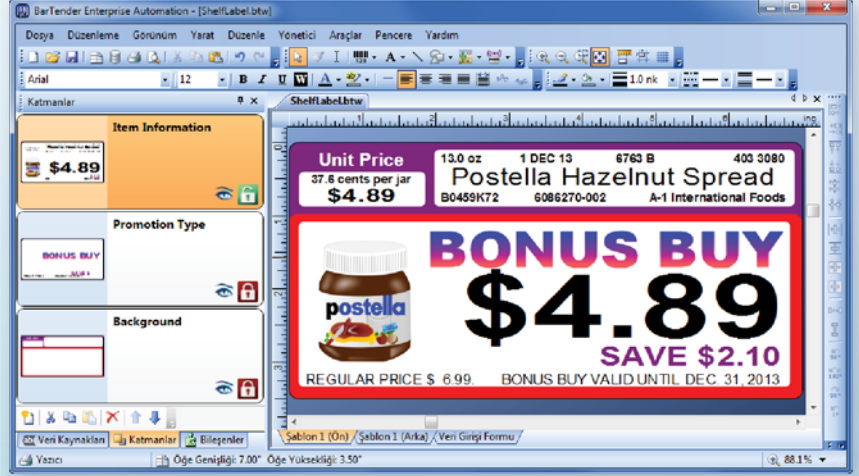 BarTender Enterprise Automation - [ShelfLabel.btw]
Dosya Düzenleme Görünüm Yarat Düzenle Yönetici Araçlar Pencere Yardım
Arial 12 B I U W A 1.0 nk
Katmanlar
ShelfLabel.btw
Item Information
$4.89
Promotion Type
BONUS BUY
Background
Unit Price
37.6 cents per jar
$4.89
13.0 oz 1 DEC 13 6763 B 403 3080
Postella Hazelnut Spread
B0459K72 6086270-002 A-1 International Foods
BONUS BUY
postella
$4.89
SAVE $2.10
REGULAR PRICE $ 6.99. BONUS BUY VALID UNTIL DEC. 31, 2013
Veri Kaynakları Katmanlar Bileşenler
Şablon 1 (Ön) Şablon 1 (Arka) Veri Girişi Formu
Yazıcı Öğe Genişliği: 7.00" Öğe Yüksekliği: 3.50" 88.1%